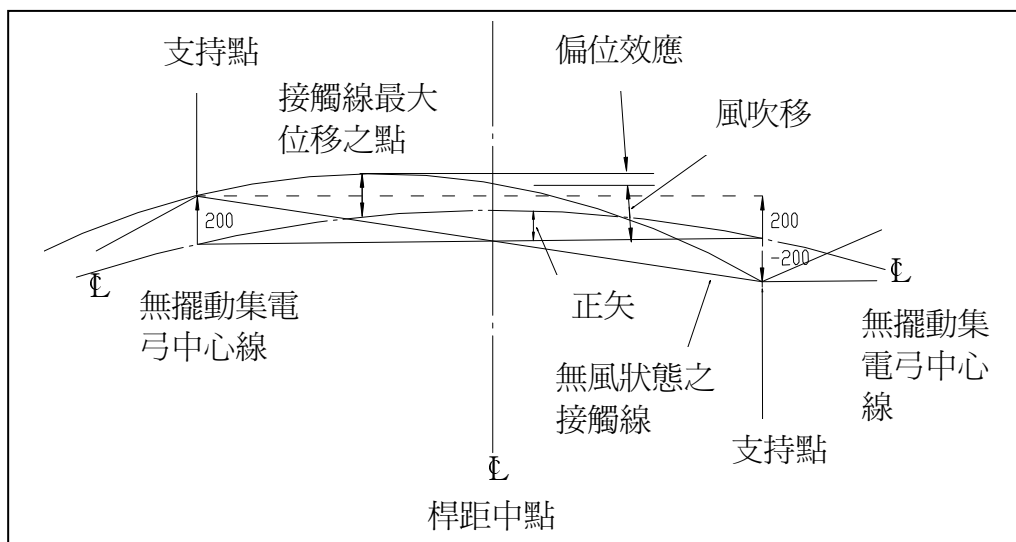 支持點
偏位效應
接觸線最大
位移之點
風吹移
200
200
-200
℄
℄
無擺動集電
弓中心線
正矢
無擺動集
電弓中心
線
無風狀態之
接觸線
支持點
℄
桿距中點